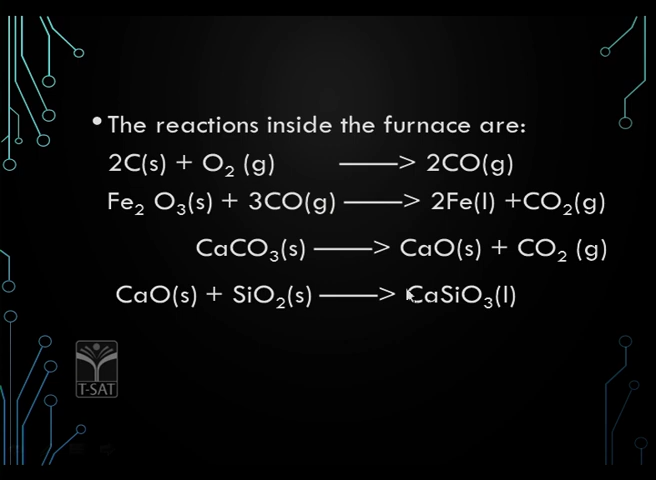 • The reactions inside the furnace are:
2C(s) + O₂ (g) ———> 2CO(g)
Fe₂ O₃(s) + 3CO(g) ———> 2Fe(l) +CO₂(g)
CaCO₃(s) ———> CaO(s) + CO₂ (g)
CaO(s) + SiO₂(s) ———> CaSiO₃(l)
T-SAT